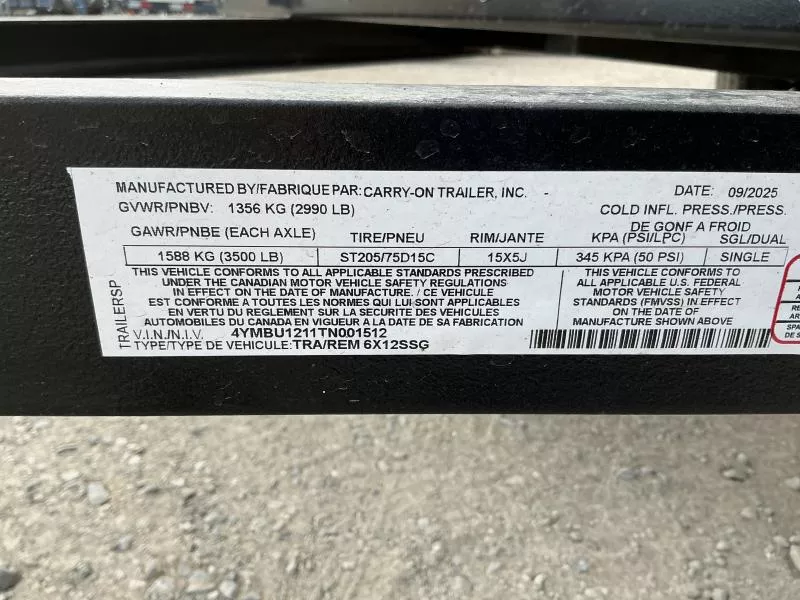 MANUFACTURED BY/FABRIQUE PAR: CARRY-ON TRAILER, INC. - DATE: 09/2025
GVWR/PNBV: 1356 KG (2990 LB) COLD INFL. PRESS./PRESS.
DE GONF A FROID
GAWR/PNBE (EACH AXLE) TIRE/PNEU RIM/JANTE KPA (PSI/LPC) SGL/DUAL
1588 KG (3500 LB) ST205/75D15C 15X5J 345 KPA (50 PSI) SINGLE
THIS VEHICLE CONFORMS TO ALL APPLICABLE STANDARDS PRESCRIBED
UNDER THE CANADIAN MOTOR VEHICLE SAFETY REGULATIONS
IN EFFECT ON THE DATE OF MANUFACTURE. / CE VEHICULE
EST CONFORME A TOUTES LES NORMES QUI LUI SONT APPLICABLES
EN VERTU DU REGLEMENT SUR LA SECURITE DES VEHICLES
AUTOMOBILES DU CANADA EN VIGUEUR A LA DATE DE SA FABRICATION
THIS VEHICLE CONFORMS TO
ALL APPLICABLE U.S. FEDERAL
MOTOR VEHICLE SAFETY
STANDARDS (FMVSS) IN EFFECT
ON THE DATE OF
MANUFACTURE SHOWN ABOVE
TRAILERSP
V.I.N./N.I.V. 4YMBU1211TN001512
TYPE/TYPE DE VEHICULE: TRA/REM 6X12SSG